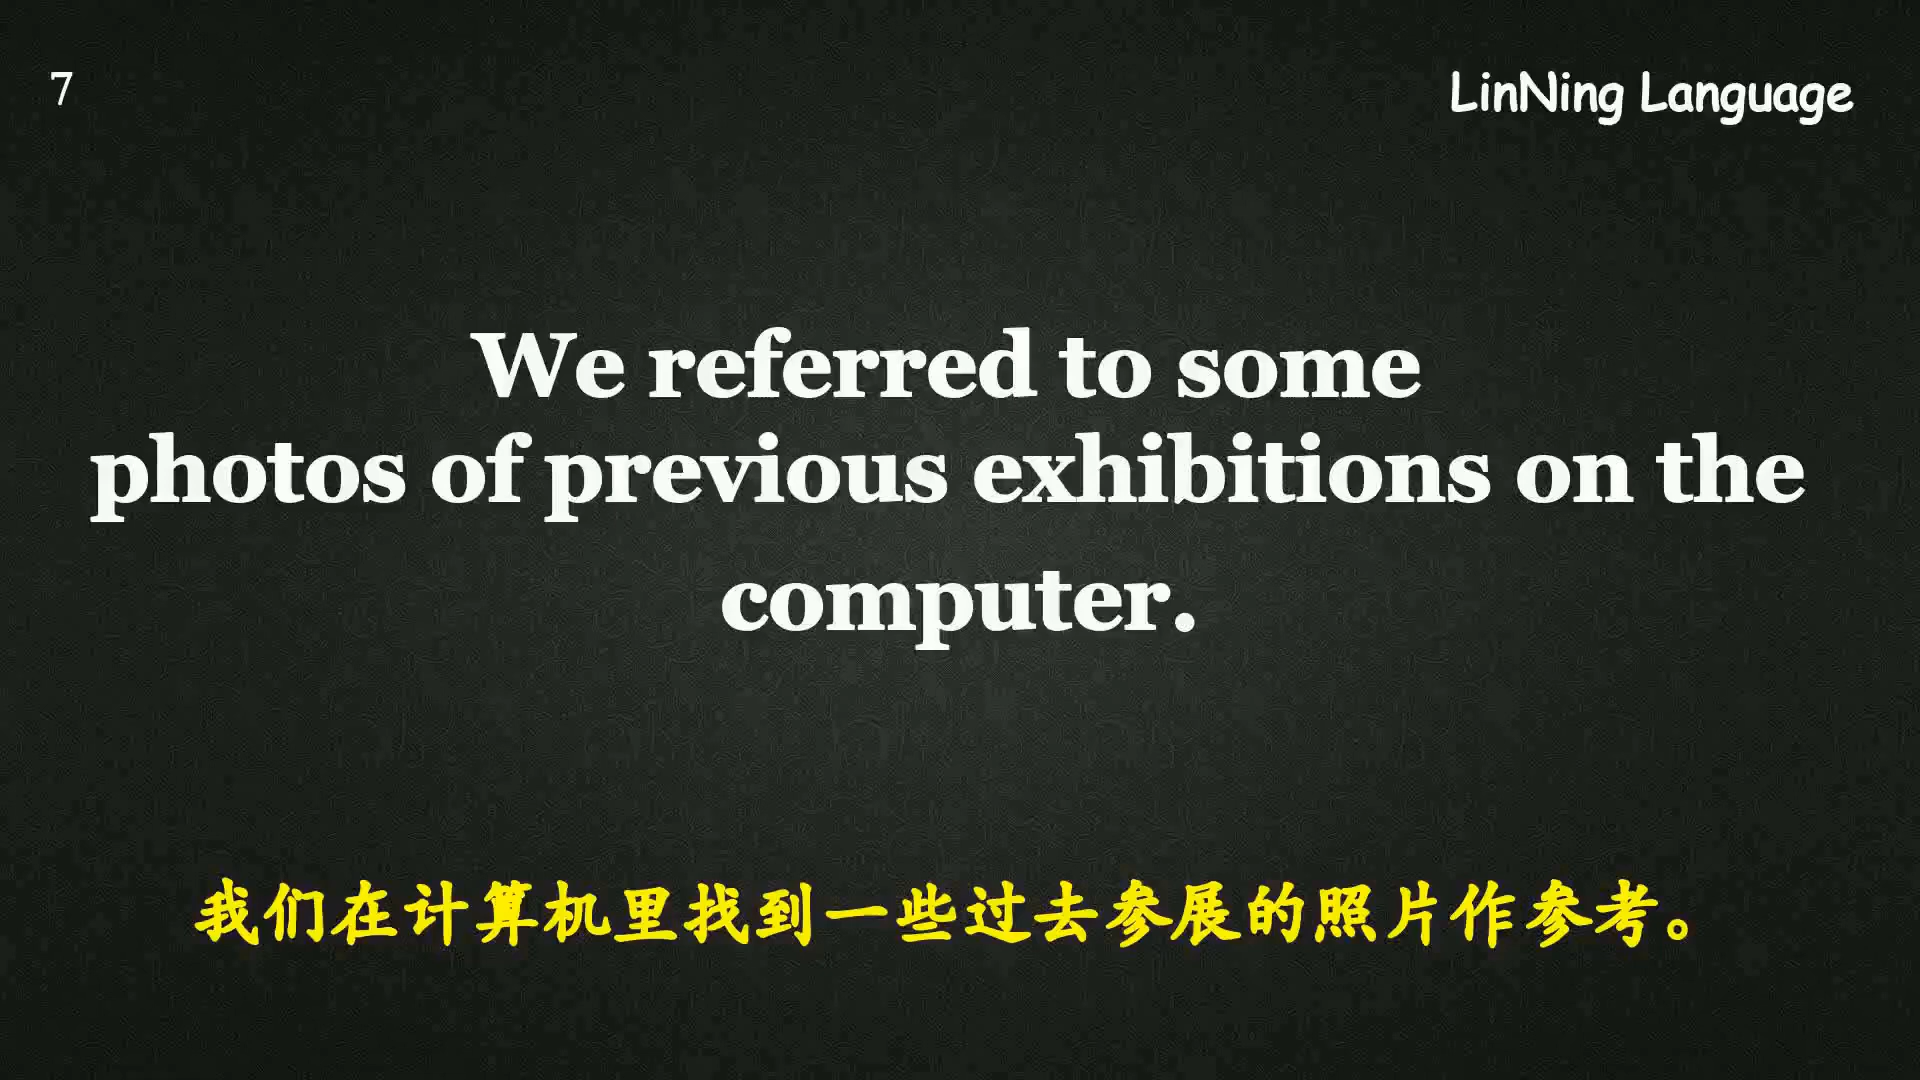 7
LinNing Language
We referred to some
photos of previous exhibitions on the
computer.
我们在计算机里找到一些过去参展的照片作参考。